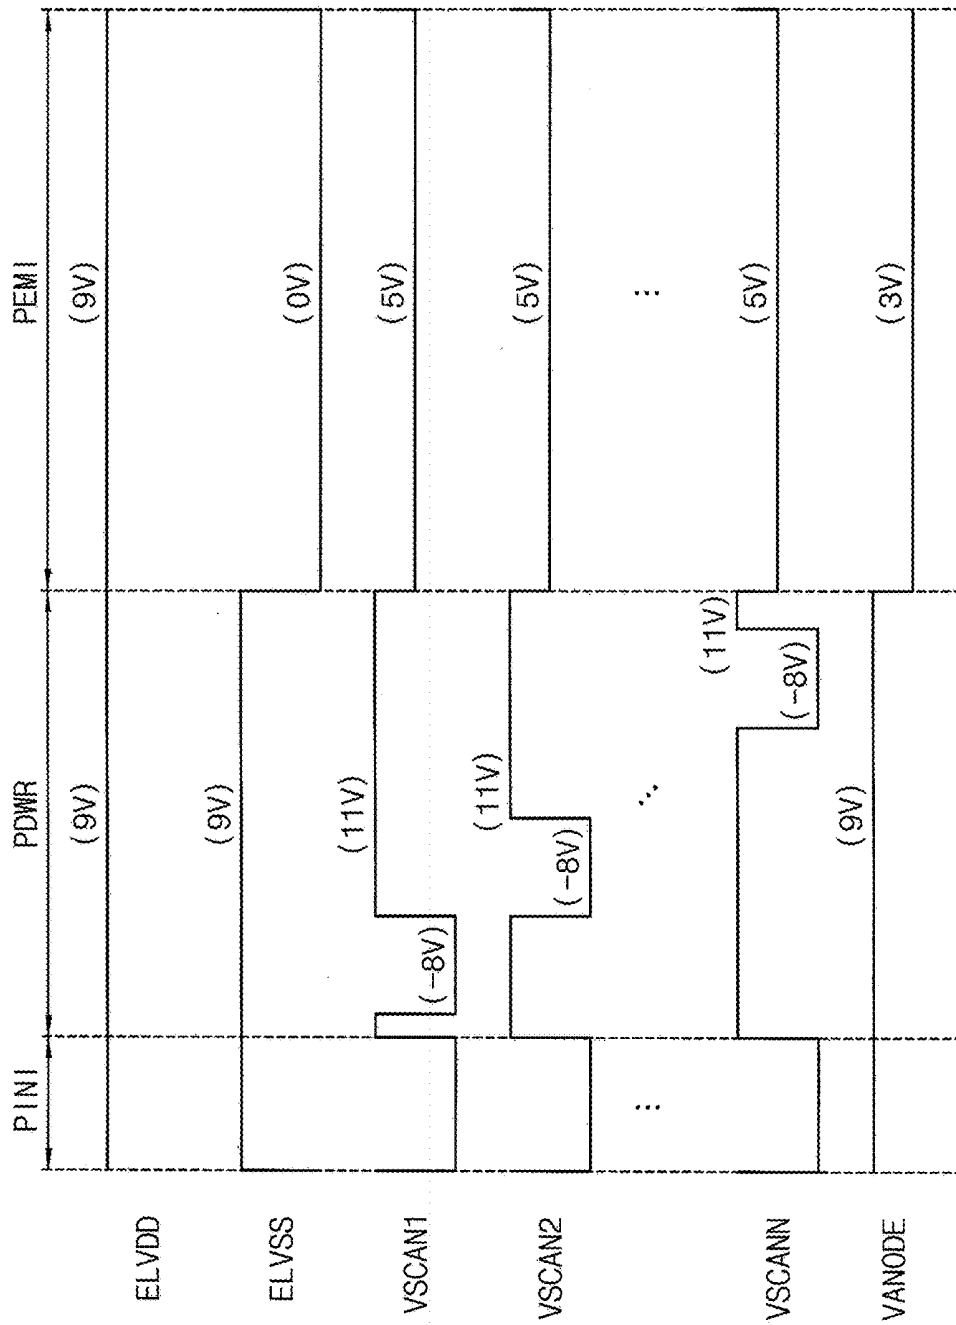 PINI PDWR PEMI
ELVDD (9V) (9V)
ELVSS (9V) (0V)
VSCAN1 (-8V) (11V) (5V)
VSCAN2 (-8V) (11V) (5V)
... ... ...
VSCANN (-8V) (11V) (5V)
VANODE (9V) (3V)